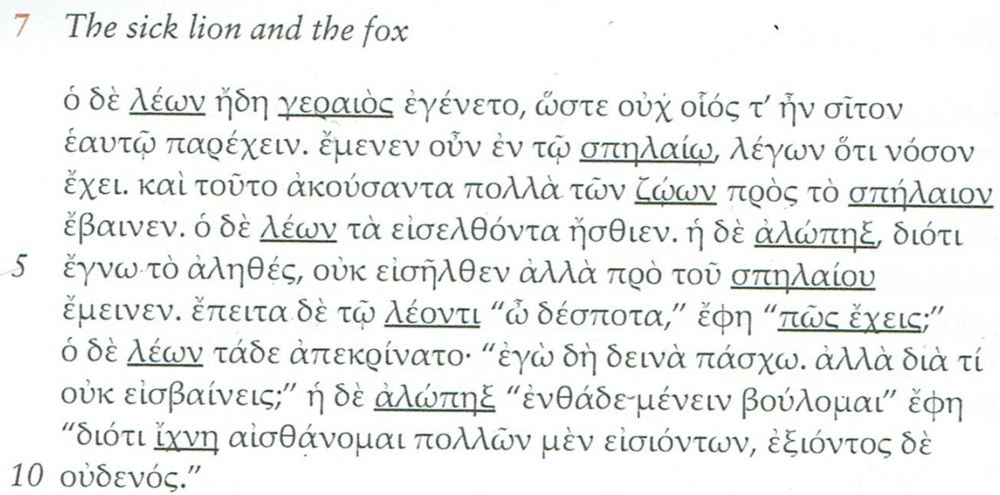 7 The sick lion and the fox
ὁ δὲ λέων ἤδη γεραιὸς ἐγένετο, ὥστε οὐχ οἷός τ’ ἦν σῖτον
ἑαυτῷ παρέχειν. ἔμενεν οὖν ἐν τῷ σπηλαίῳ, λέγων ὅτι νόσον
ἔχει. καὶ τοῦτο ἀκούσαντα πολλὰ τῶν ζῴων πρὸς τὸ σπήλαιον
ἔβαινεν. ὁ δὲ λέων τὰ εἰσελθόντα ἤσθιεν. ἡ δὲ ἀλώπηξ, διότι
5 ἔγνω τὸ ἀληθές, οὐκ εἰσῆλθεν ἀλλὰ πρὸ τοῦ σπηλαίου
ἔμεινεν. ἔπειτα δὲ τῷ λέοντι “ὦ δέσποτα,” ἔφη “πῶς ἔχεις;”
ὁ δὲ λέων τάδε ἀπεκρίνατο· “ἐγὼ δὴ δεινὰ πάσχω. ἀλλὰ διὰ τί
οὐκ εἰσβαίνεις;” ἡ δὲ ἀλώπηξ “ἐνθάδε μένειν βούλομαι” ἔφη
“διότι ἴχνη αἰσθάνομαι πολλῶν μὲν εἰσιόντων, ἐξιόντος δὲ
10 οὐδενός.”